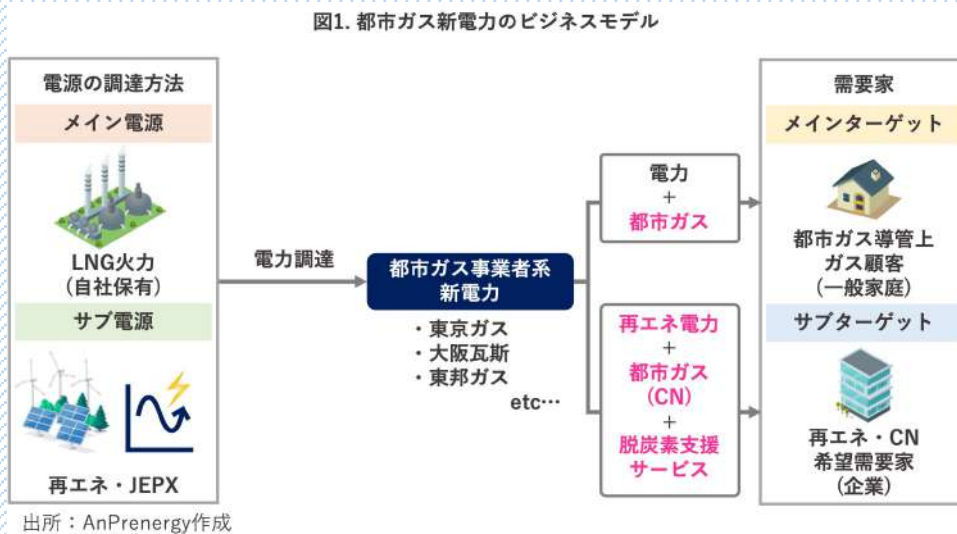 図1. 都市ガス新電力のビジネスモデル
電源の調達方法
メイン電源
LNG火力
(自社保有)
サブ電源
再エネ・JEPX
電力調達
都市ガス事業者系
新電力
・東京ガス
・大阪瓦斯
・東邦ガス
etc…
電力
+
都市ガス
再エネ電力
+
都市ガス
(CN)
+
脱炭素支援
サービス
需要家
メインターゲット
都市ガス導管上
ガス顧客
(一般家庭)
サブターゲット
再エネ・CN
希望需要家
(企業)
出所：AnPrenergy作成